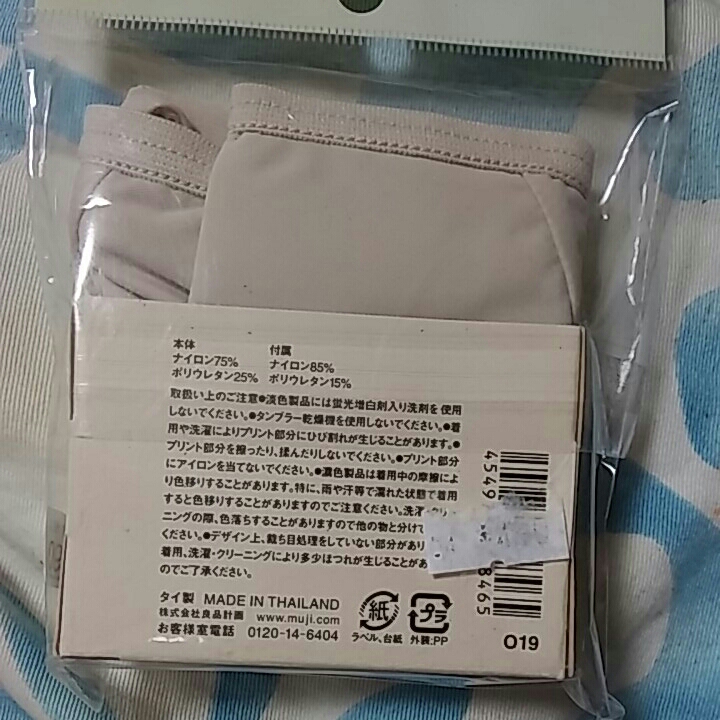 本体
ナイロン75%
ポリウレタン25%
付属
ナイロン85%
ポリウレタン15%
取扱い上のご注意●淡色製品には蛍光増白剤入り洗剤を使用
しないでください。●タンブラー乾燥機を使用しないでください。●着
用や洗濯によりプリント部分にひび割れが生じることがあります。●
プリント部分を擦ったり、揉んだりしないでください。●プリント部分
にアイロンを当てないでください。●濃色製品は着用中の摩擦によ
り色移りすることがあります。特に、雨や汗等で濡れた状態で着用
すると色移りすることがありますのでご注意ください。洗濯・クリー
ニングの際、色落ちすることがありますので他の物と分けて
ください。●デザイン上、裁ち目処理をしていない部分があり
着用、洗濯・クリーニングにより多少ほつれが生じることがあ
のでご了承ください。
タイ製 MADE IN THAILAND
株式会社良品計画 www.muji.com
お客様室電話 0120-14-6404
紙
ラベル、台紙
プラ
外装:PP
4549
8465
019